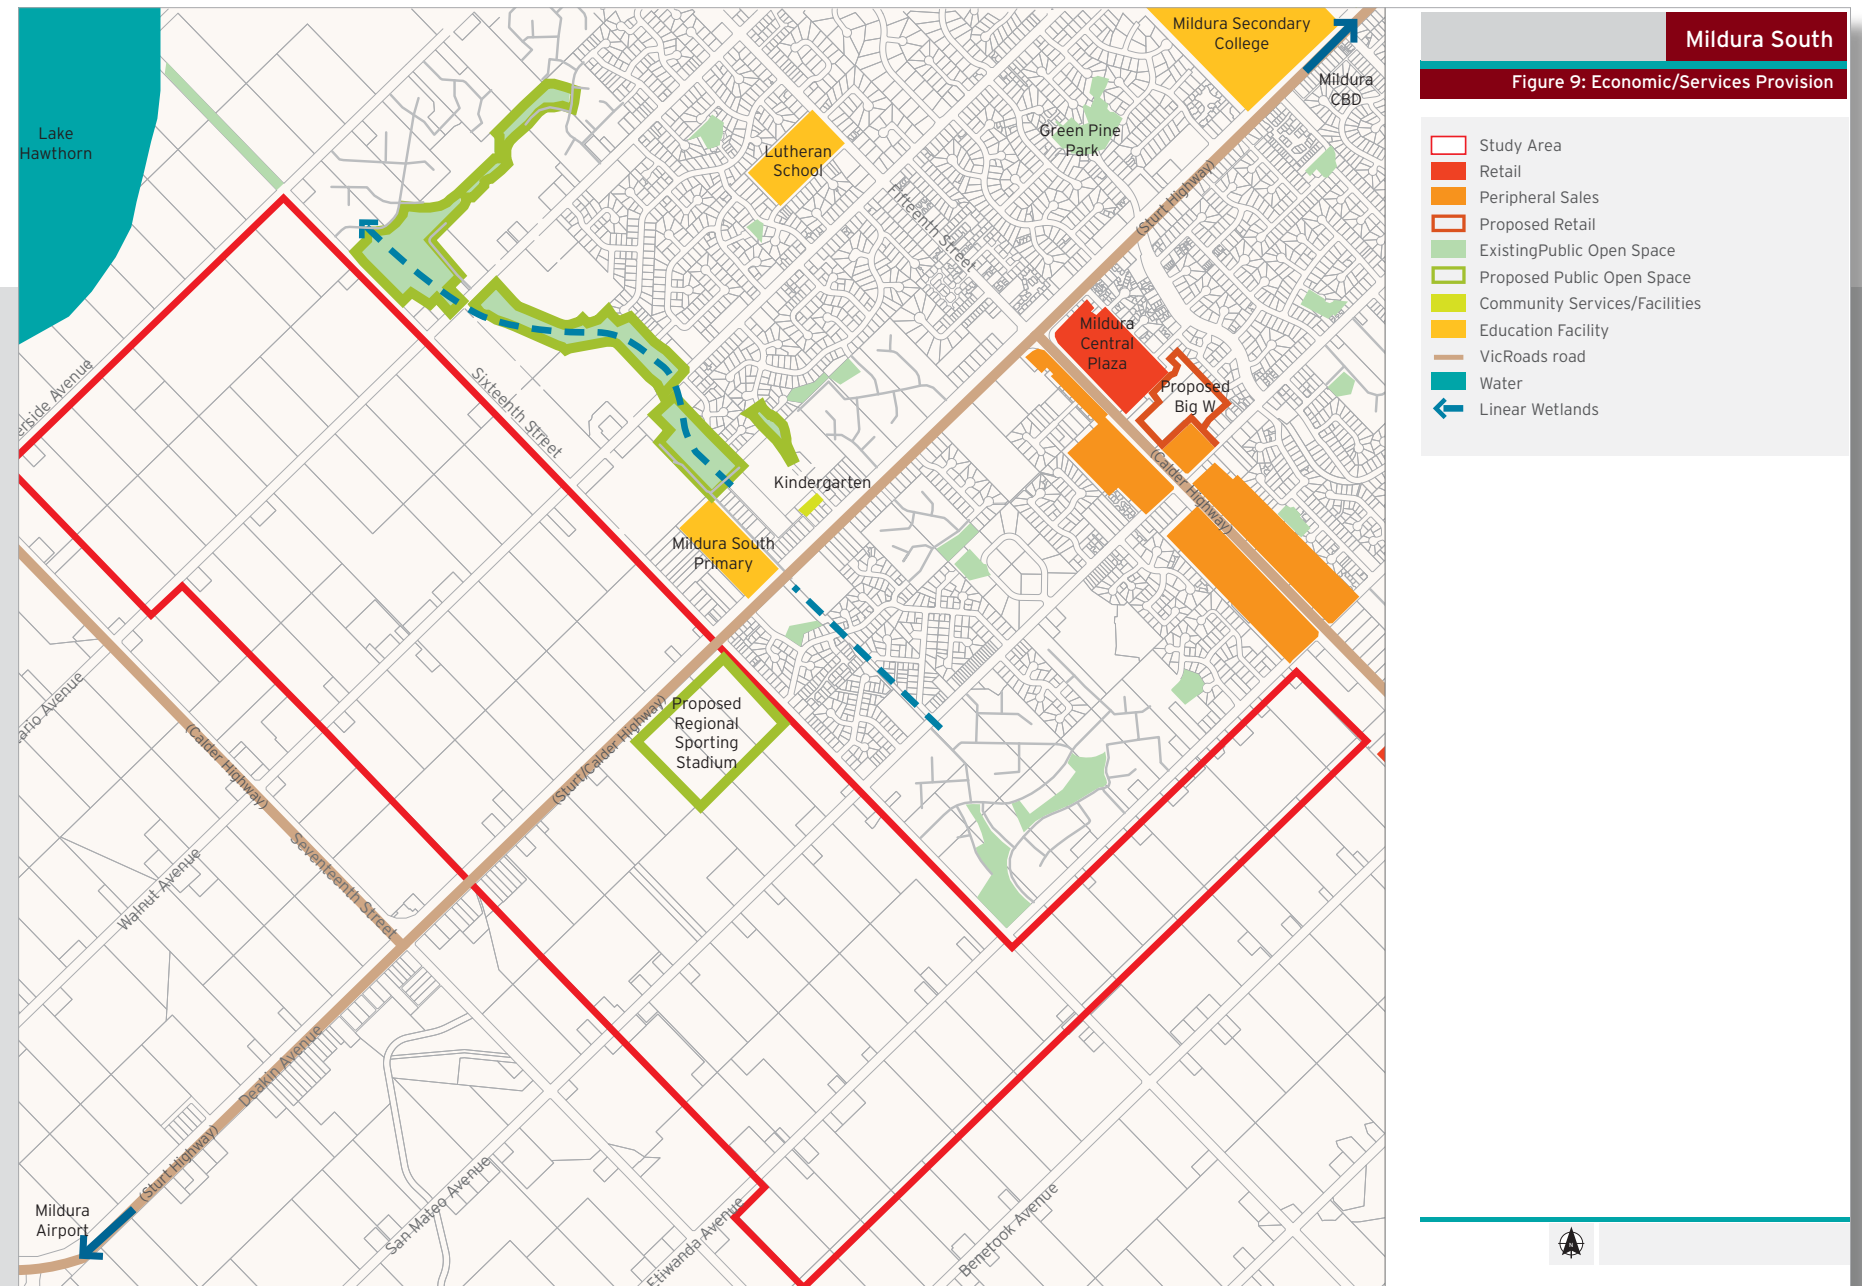 Mildura South
Figure 9: Economic/Services Provision
Study Area
Retail
Peripheral Sales
Proposed Retail
ExistingPublic Open Space
Proposed Public Open Space
Community Services/Facilities
Education Facility
VicRoads road
Water
Linear Wetlands
Mildura Secondary
College
Mildura
CBD
Lake
Hawthorn
Green Pine
Park
Lutheran
School
(Sturt Highway)
Fifteenth Street
Mildura
Central
Plaza
Proposed
Big W
erside Avenue
Sixteenth Street
(Calder Highway)
Kindergarten
Mildura South
Primary
Proposed
Regional
Sporting
Stadium
(Sturt/Calder Highway)
ario Avenue
(Calder Highway)
Seventeenth Street
Walnut Avenue
Deakin Avenue
(Sturt Highway)
Mildura
Airport
San Mateo Avenue
Etiwanda Avenue
Benetook Avenue
N